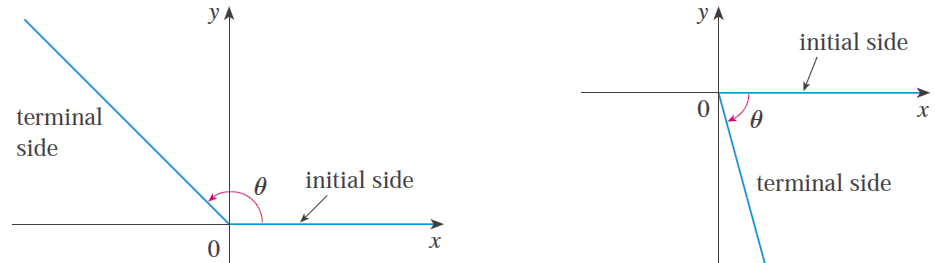 y
terminal
side
θ
initial side
0
x
y
initial side
0
θ
x
terminal side